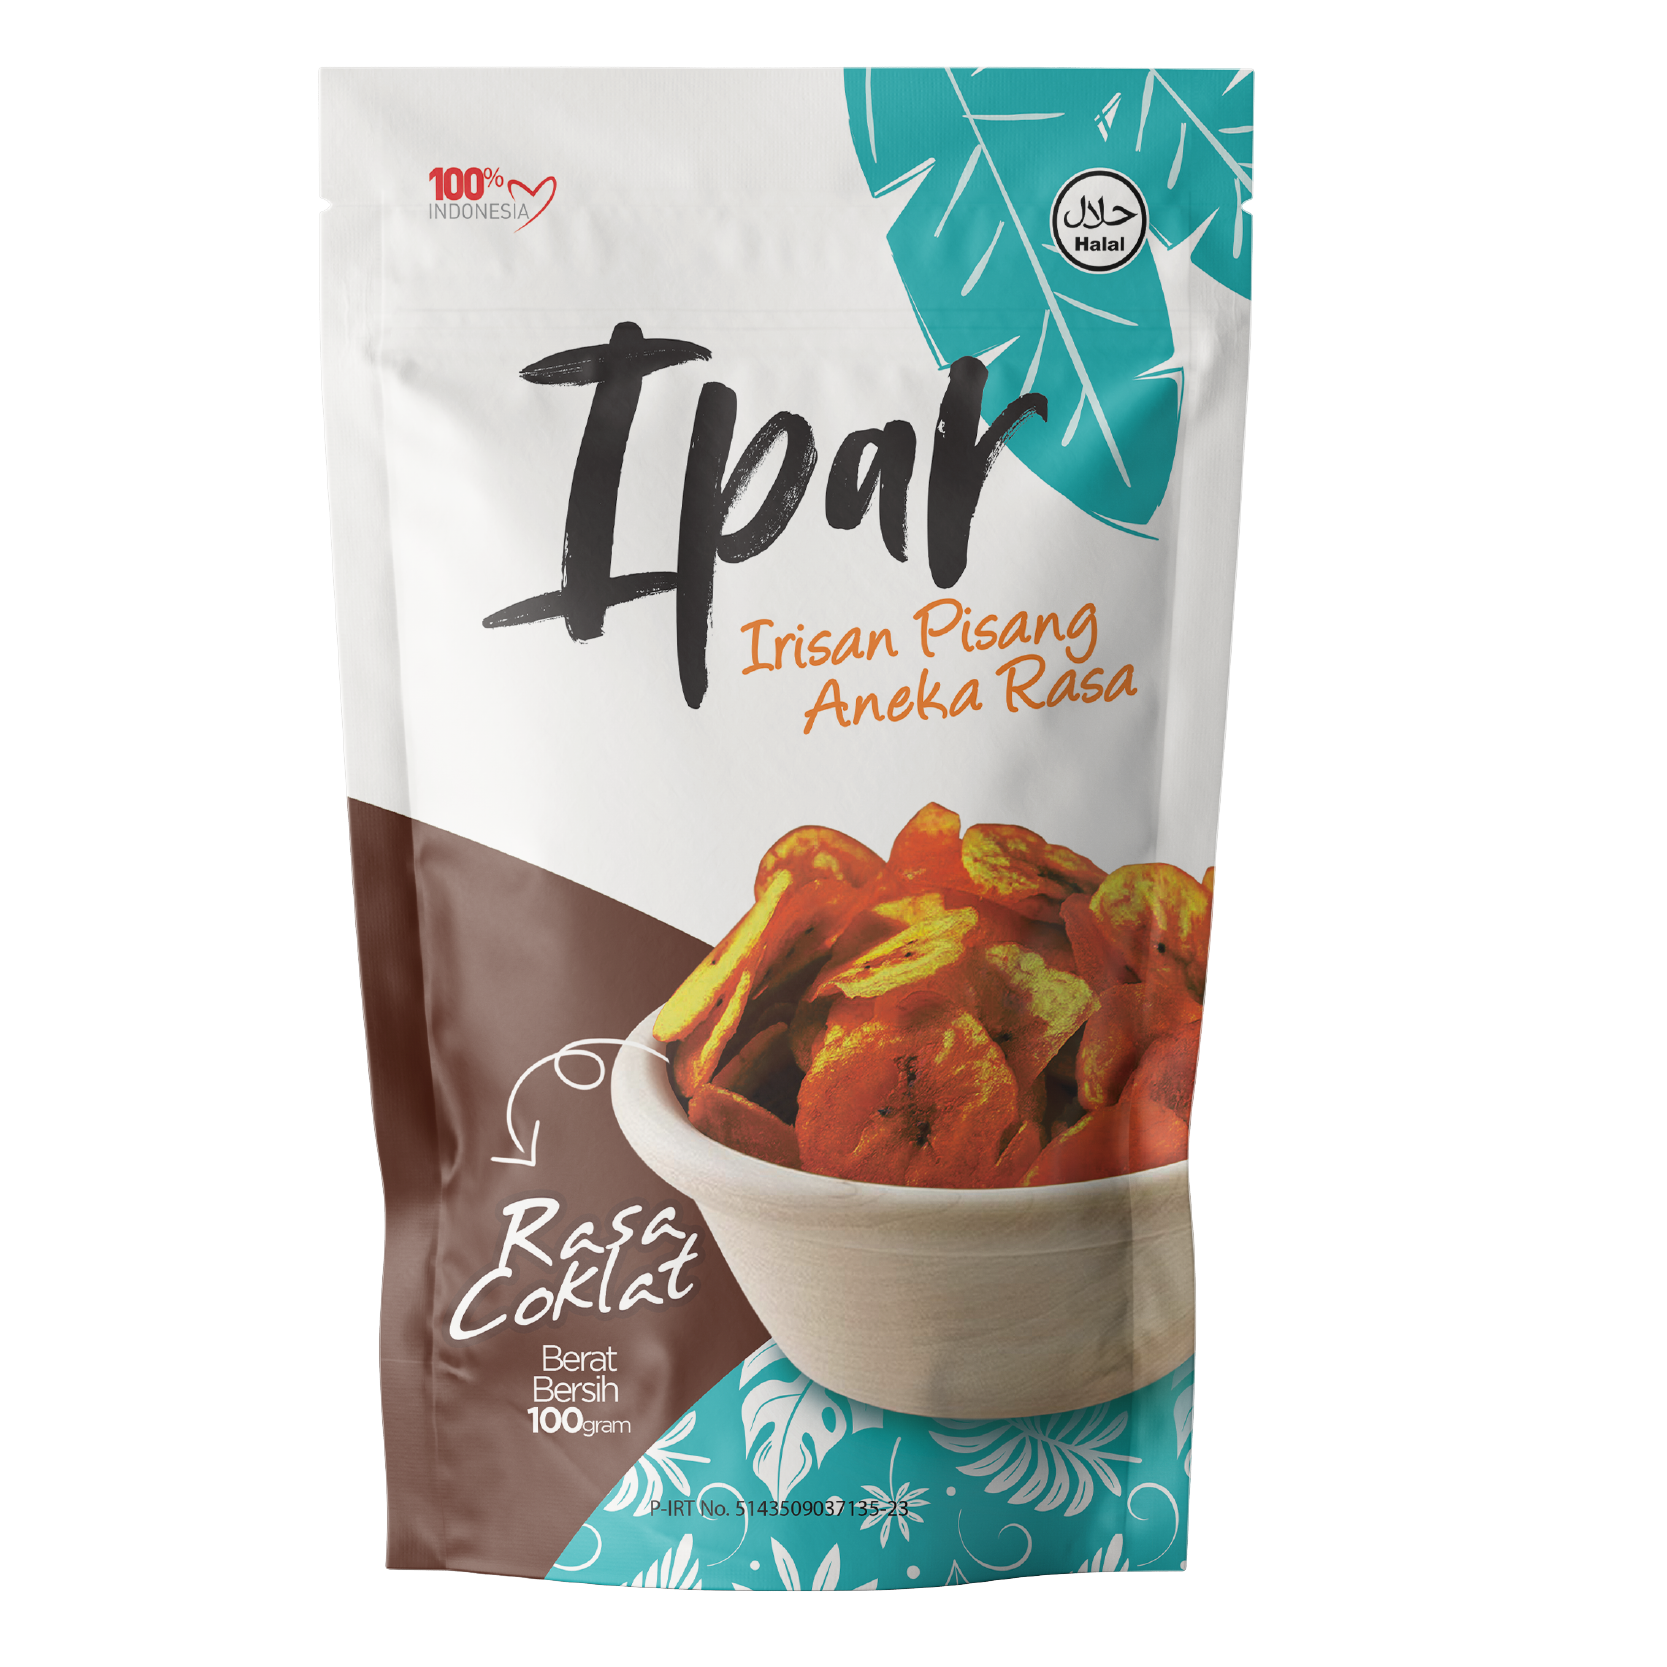 100%
INDONESIA
حلال
Halal
Ipar
Irisan Pisang
Aneka Rasa
Rasa
Coklat
Berat
Bersih
100gram
P-IRT No. 5143509037135-23